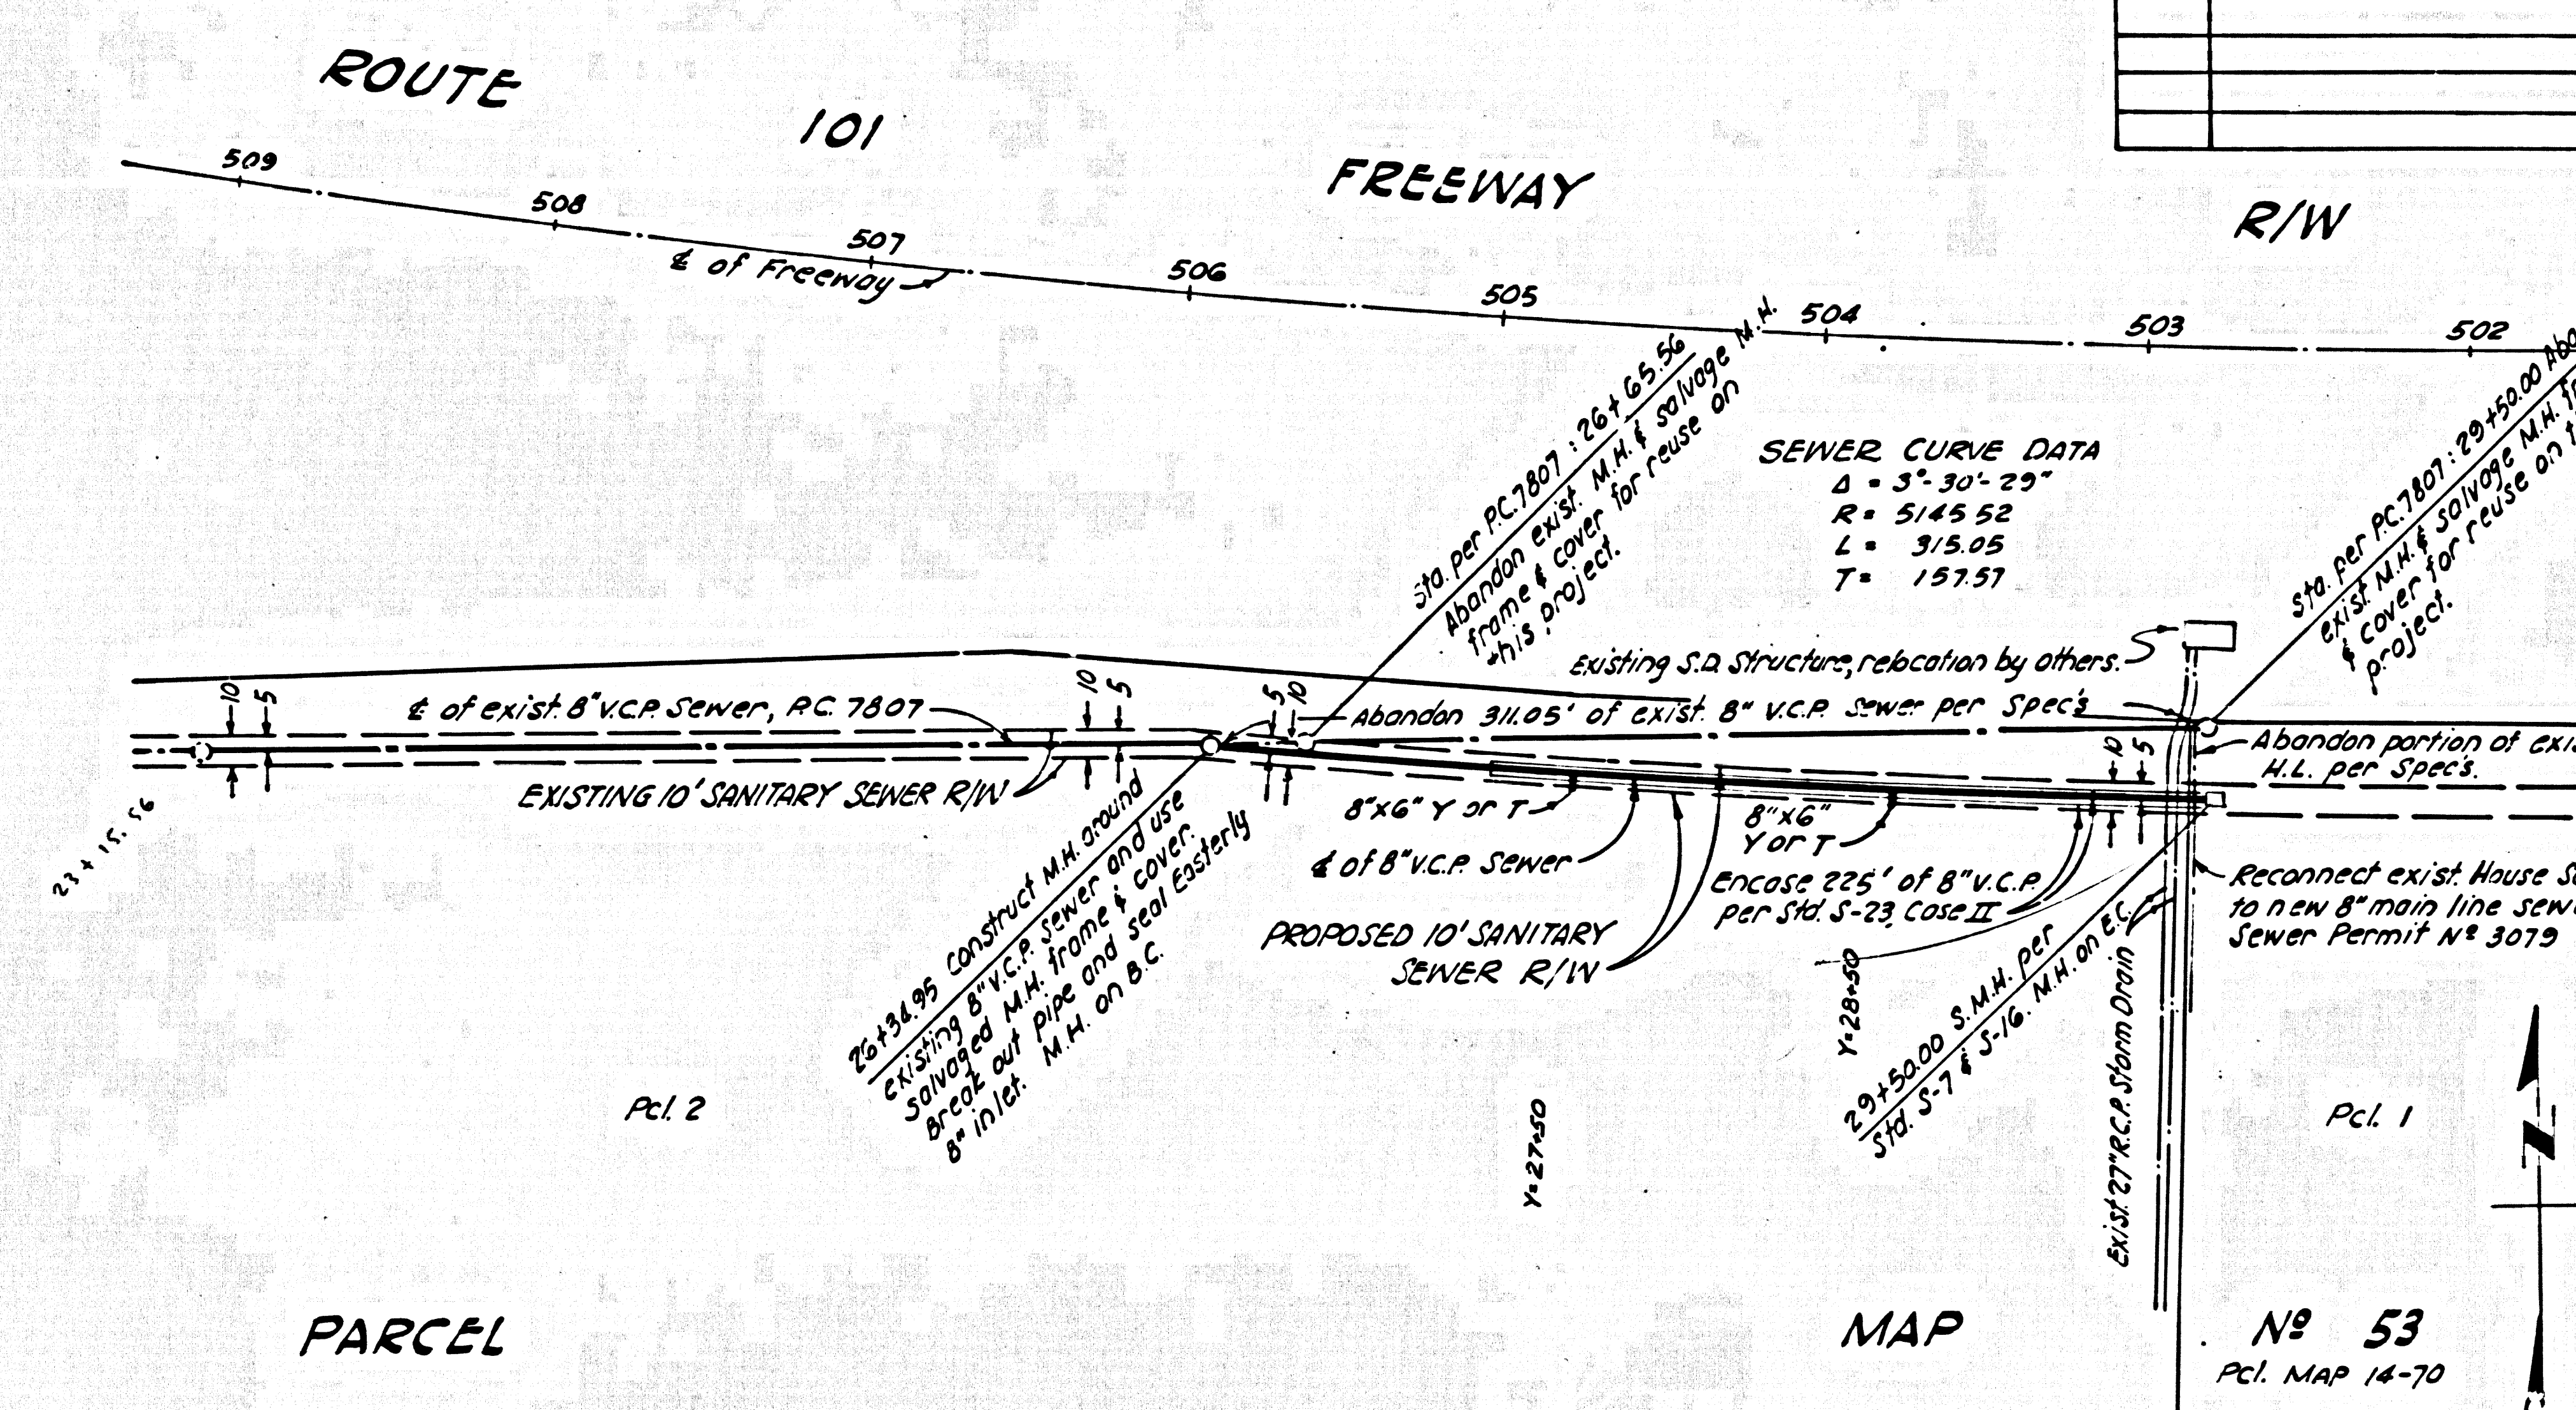 ROUTE
101
FREEWAY
R/W
509
508
507
506
505
504
503
502
℄ of Freeway
Sta. per P.C. 7807 : 26+65.56
Abandon exist. M.H. & salvage M.H.
frame & cover for reuse on
this project.
SEWER CURVE DATA
Δ = 3°-30'-29"
R = 5145 52
L = 315.05
T = 157.57
Sta. per P.C. 7807 : 29+50.00
exist. M.H. & salvage M.H.
& cover for reuse on
project.
Existing S.D. Structure, relocation by others.
10
5
℄ of exist. 8" V.C.P. Sewer, P.C. 7807
10
5
5
10
Abandon 311.05' of exist. 8" V.C.P. Sewer per Spec's
Abandon portion of
H.L. per Spec's.
10
5
EXISTING 10' SANITARY SEWER R/W
23+15.56
8"x6" Y or T
8"x6"
Y or T
℄ of 8" V.C.P. Sewer
Encase 225' of 8" V.C.P.
per Std. S-23, Case II
PROPOSED 10' SANITARY
SEWER R/W
Reconnect exist. House
to new 8" main line
Sewer Permit Nº 3079
26+34.95 Construct M.H. around
existing 8" V.C.P. sewer and use
salvaged M.H. frame & cover.
Break out pipe and seal Easterly
8" inlet. M.H. on B.C.
Y=27+50
Y=28+50
29+50.00 S.M.H. per
Std. S-7 & S-16. M.H. on E.C.
Exist. 27" R.C.P. Storm Drain
Pcl. 2
Pcl. 1
N
PARCEL
MAP
Nº 53
Pcl. MAP 14-70